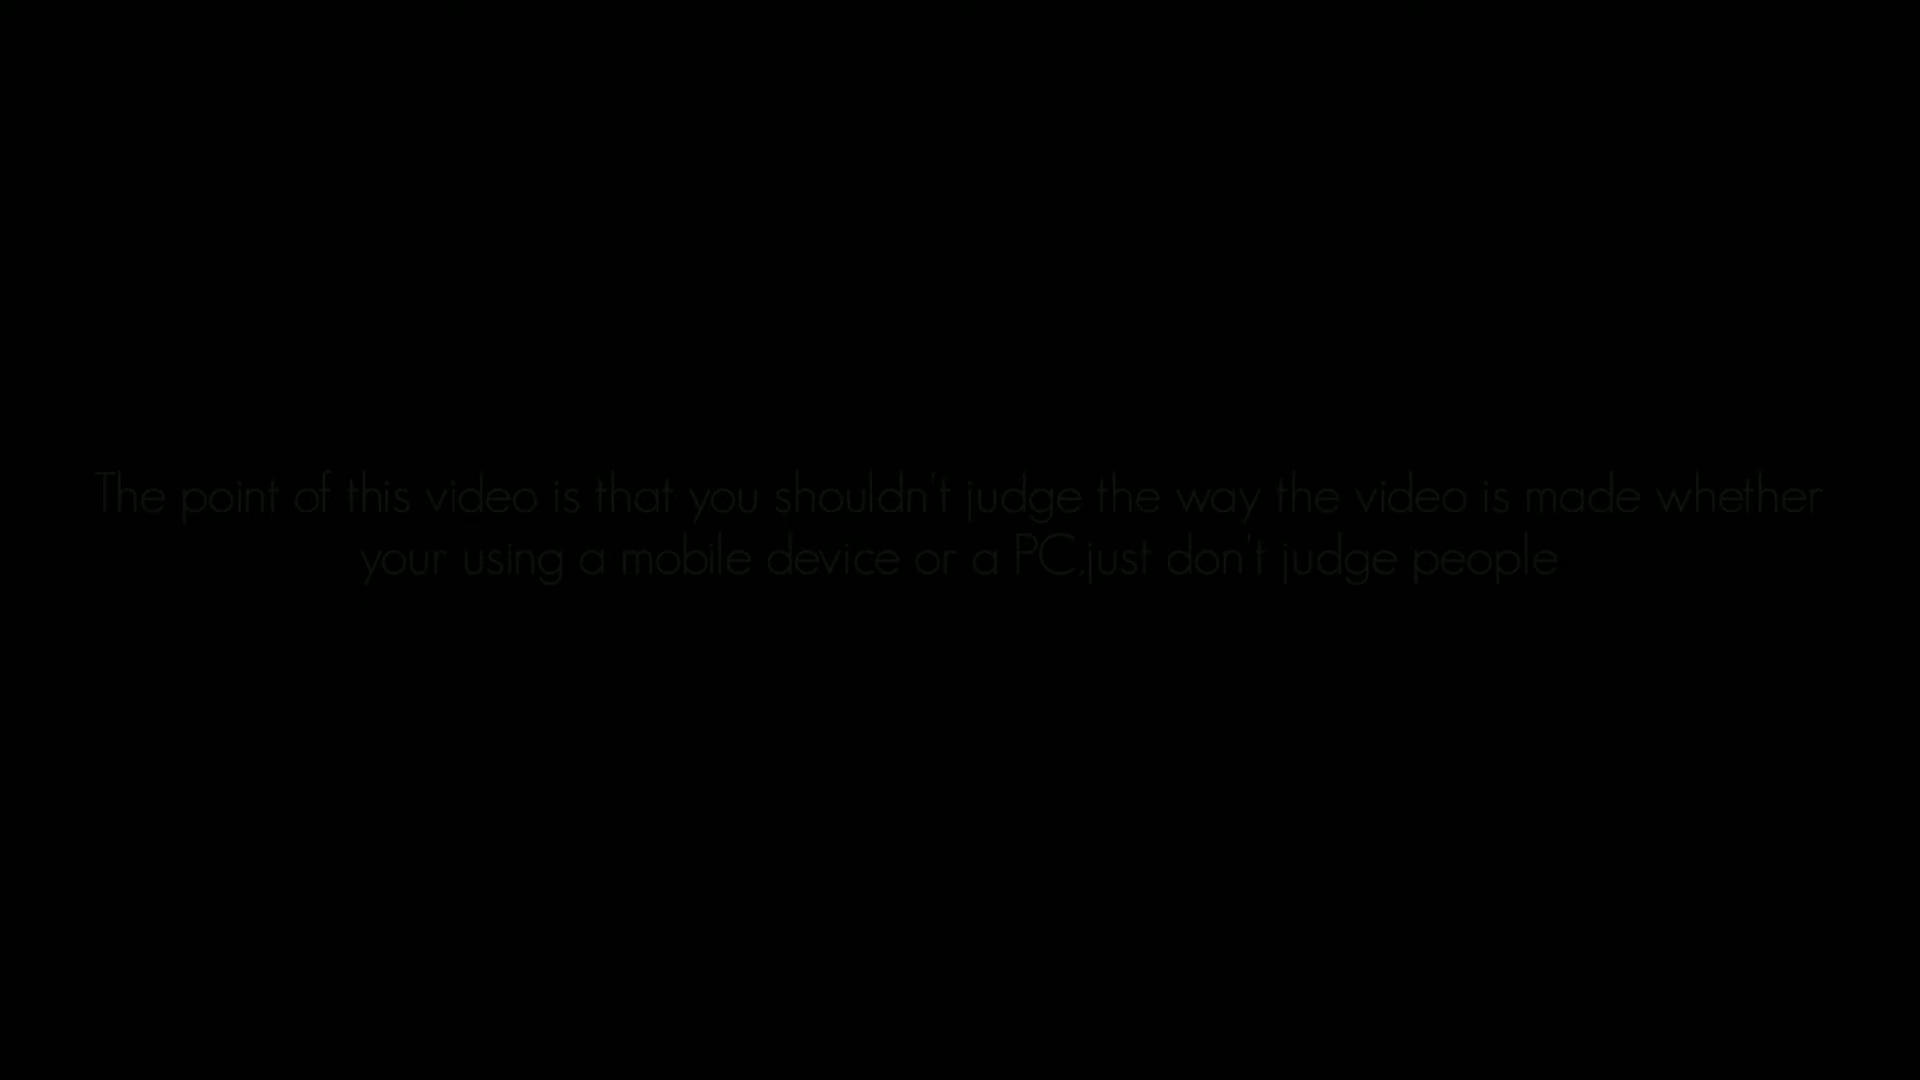 The point of this video is that you shouldn't judge the way the video is made whether
your using a mobile device or a PC,just don't judge people